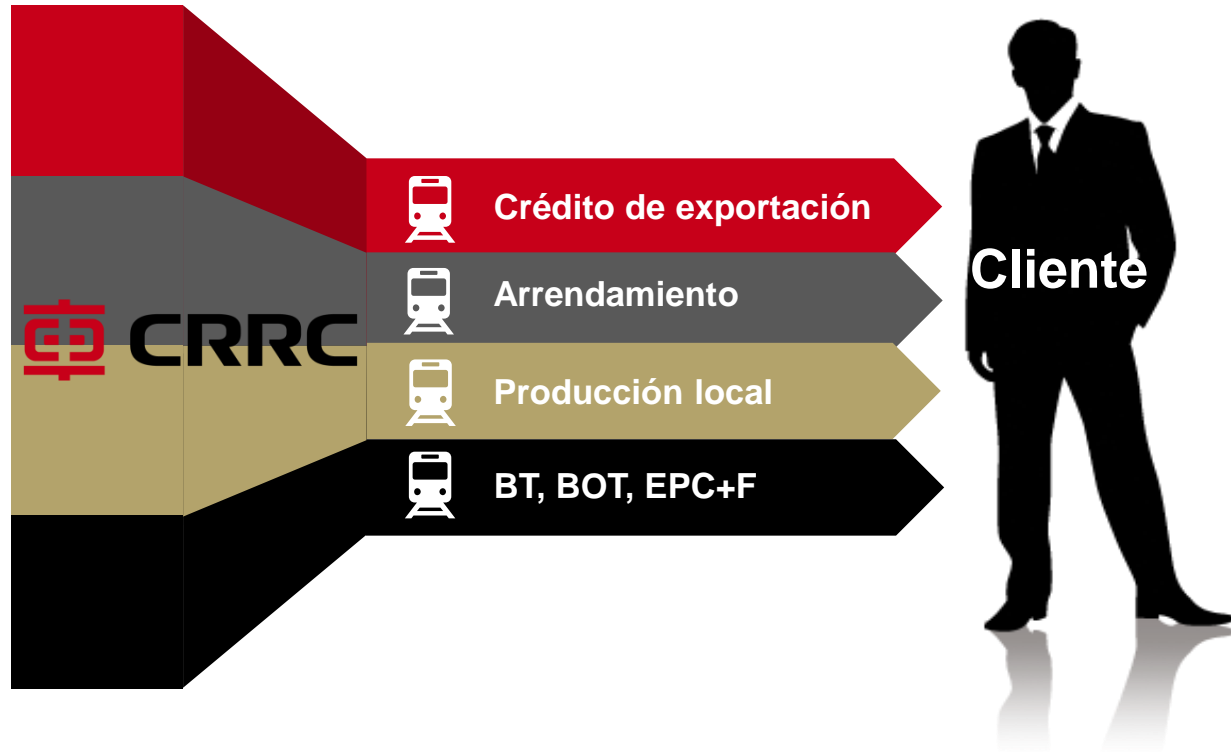 Crédito de exportación
Arrendamiento
Cliente
CRRC
Producción local
BT, BOT, EPC+F